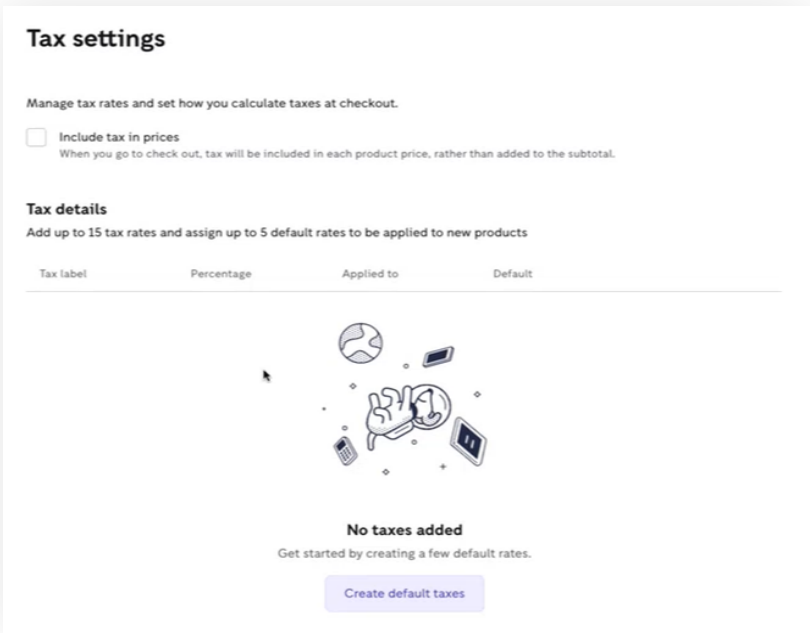 Tax settings
Manage tax rates and set how you calculate taxes at checkout.
Include tax in prices
When you go to check out, tax will be included in each product price, rather than added to the subtotal.
Tax details
Add up to 15 tax rates and assign up to 5 default rates to be applied to new products
Tax label Percentage Applied to Default
No taxes added
Get started by creating a few default rates.
Create default taxes